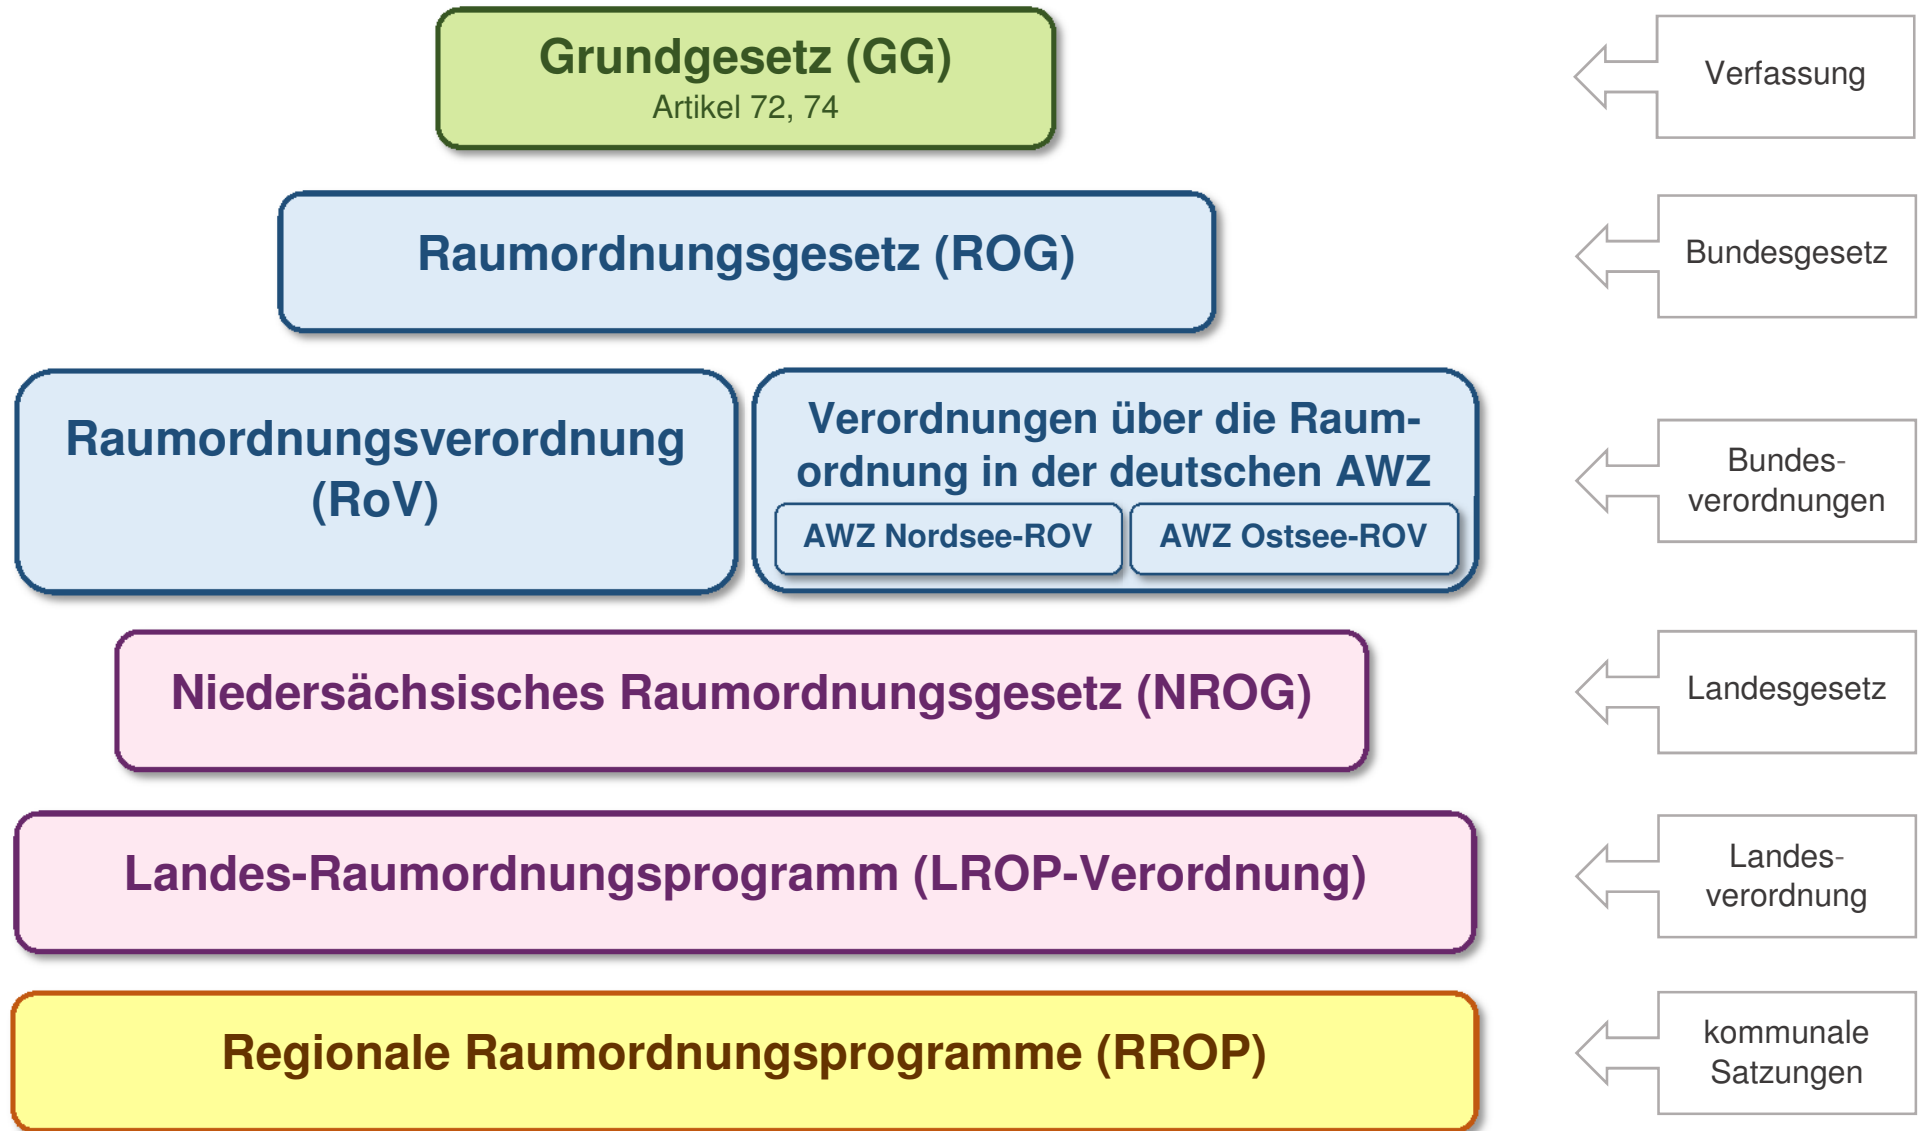 Grundgesetz (GG)
Artikel 72, 74
Verfassung
Raumordnungsgesetz (ROG)
Bundesgesetz
Raumordnungsverordnung
(RoV)
Verordnungen über die Raum-
ordnung in der deutschen AWZ
AWZ Nordsee-ROV
AWZ Ostsee-ROV
Bundes-
verordnungen
Niedersächsisches Raumordnungsgesetz (NROG)
Landesgesetz
Landes-Raumordnungsprogramm (LROP-Verordnung)
Landes-
verordnung
Regionale Raumordnungsprogramme (RROP)
kommunale
Satzungen